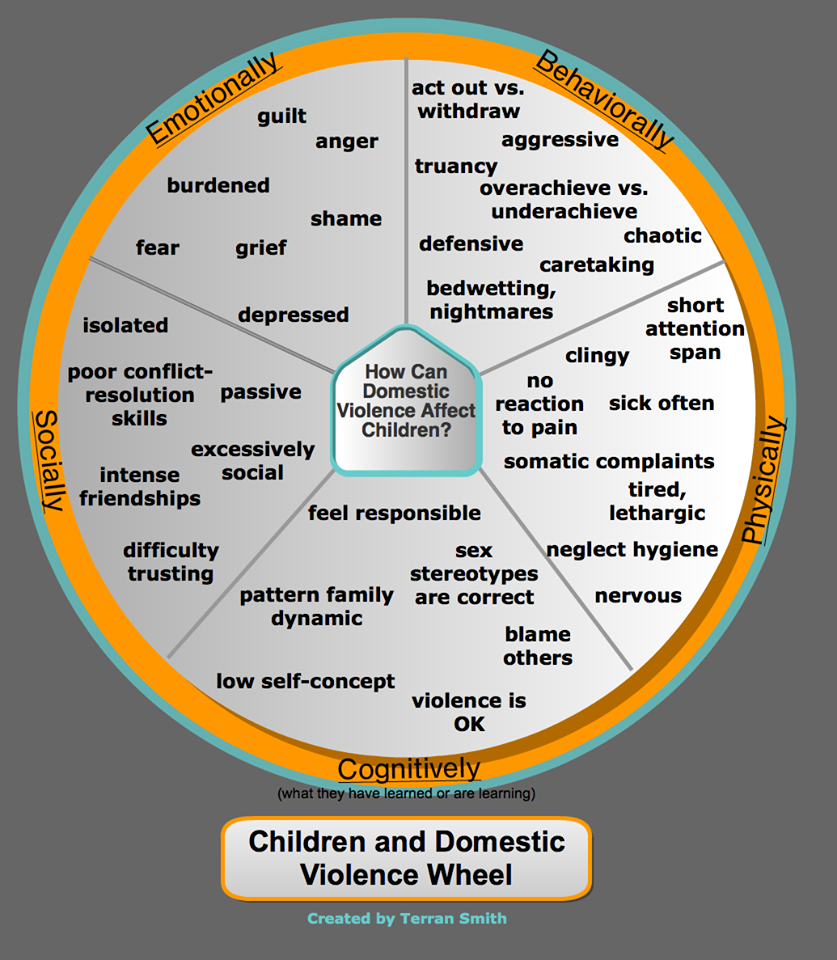 Emotionally
guilt
anger
burdened
shame
fear
grief
depressed
Behaviorally
act out vs.
withdraw
aggressive
truancy
overachieve vs.
underachieve
chaotic
defensive
caretaking
bedwetting,
nightmares
Physically
short
attention
span
clingy
no
reaction
to pain
sick often
somatic complaints
tired,
lethargic
neglect hygiene
nervous
Socially
isolated
poor conflict-
resolution
skills
passive
excessively
social
intense
friendships
difficulty
trusting
How Can
Domestic
Violence Affect
Children?
feel responsible
sex
stereotypes
are correct
pattern family
dynamic
blame
others
low self-concept
violence is
OK
Cognitively
(what they have learned or are learning)
Children and Domestic
Violence Wheel
Created by Terran Smith